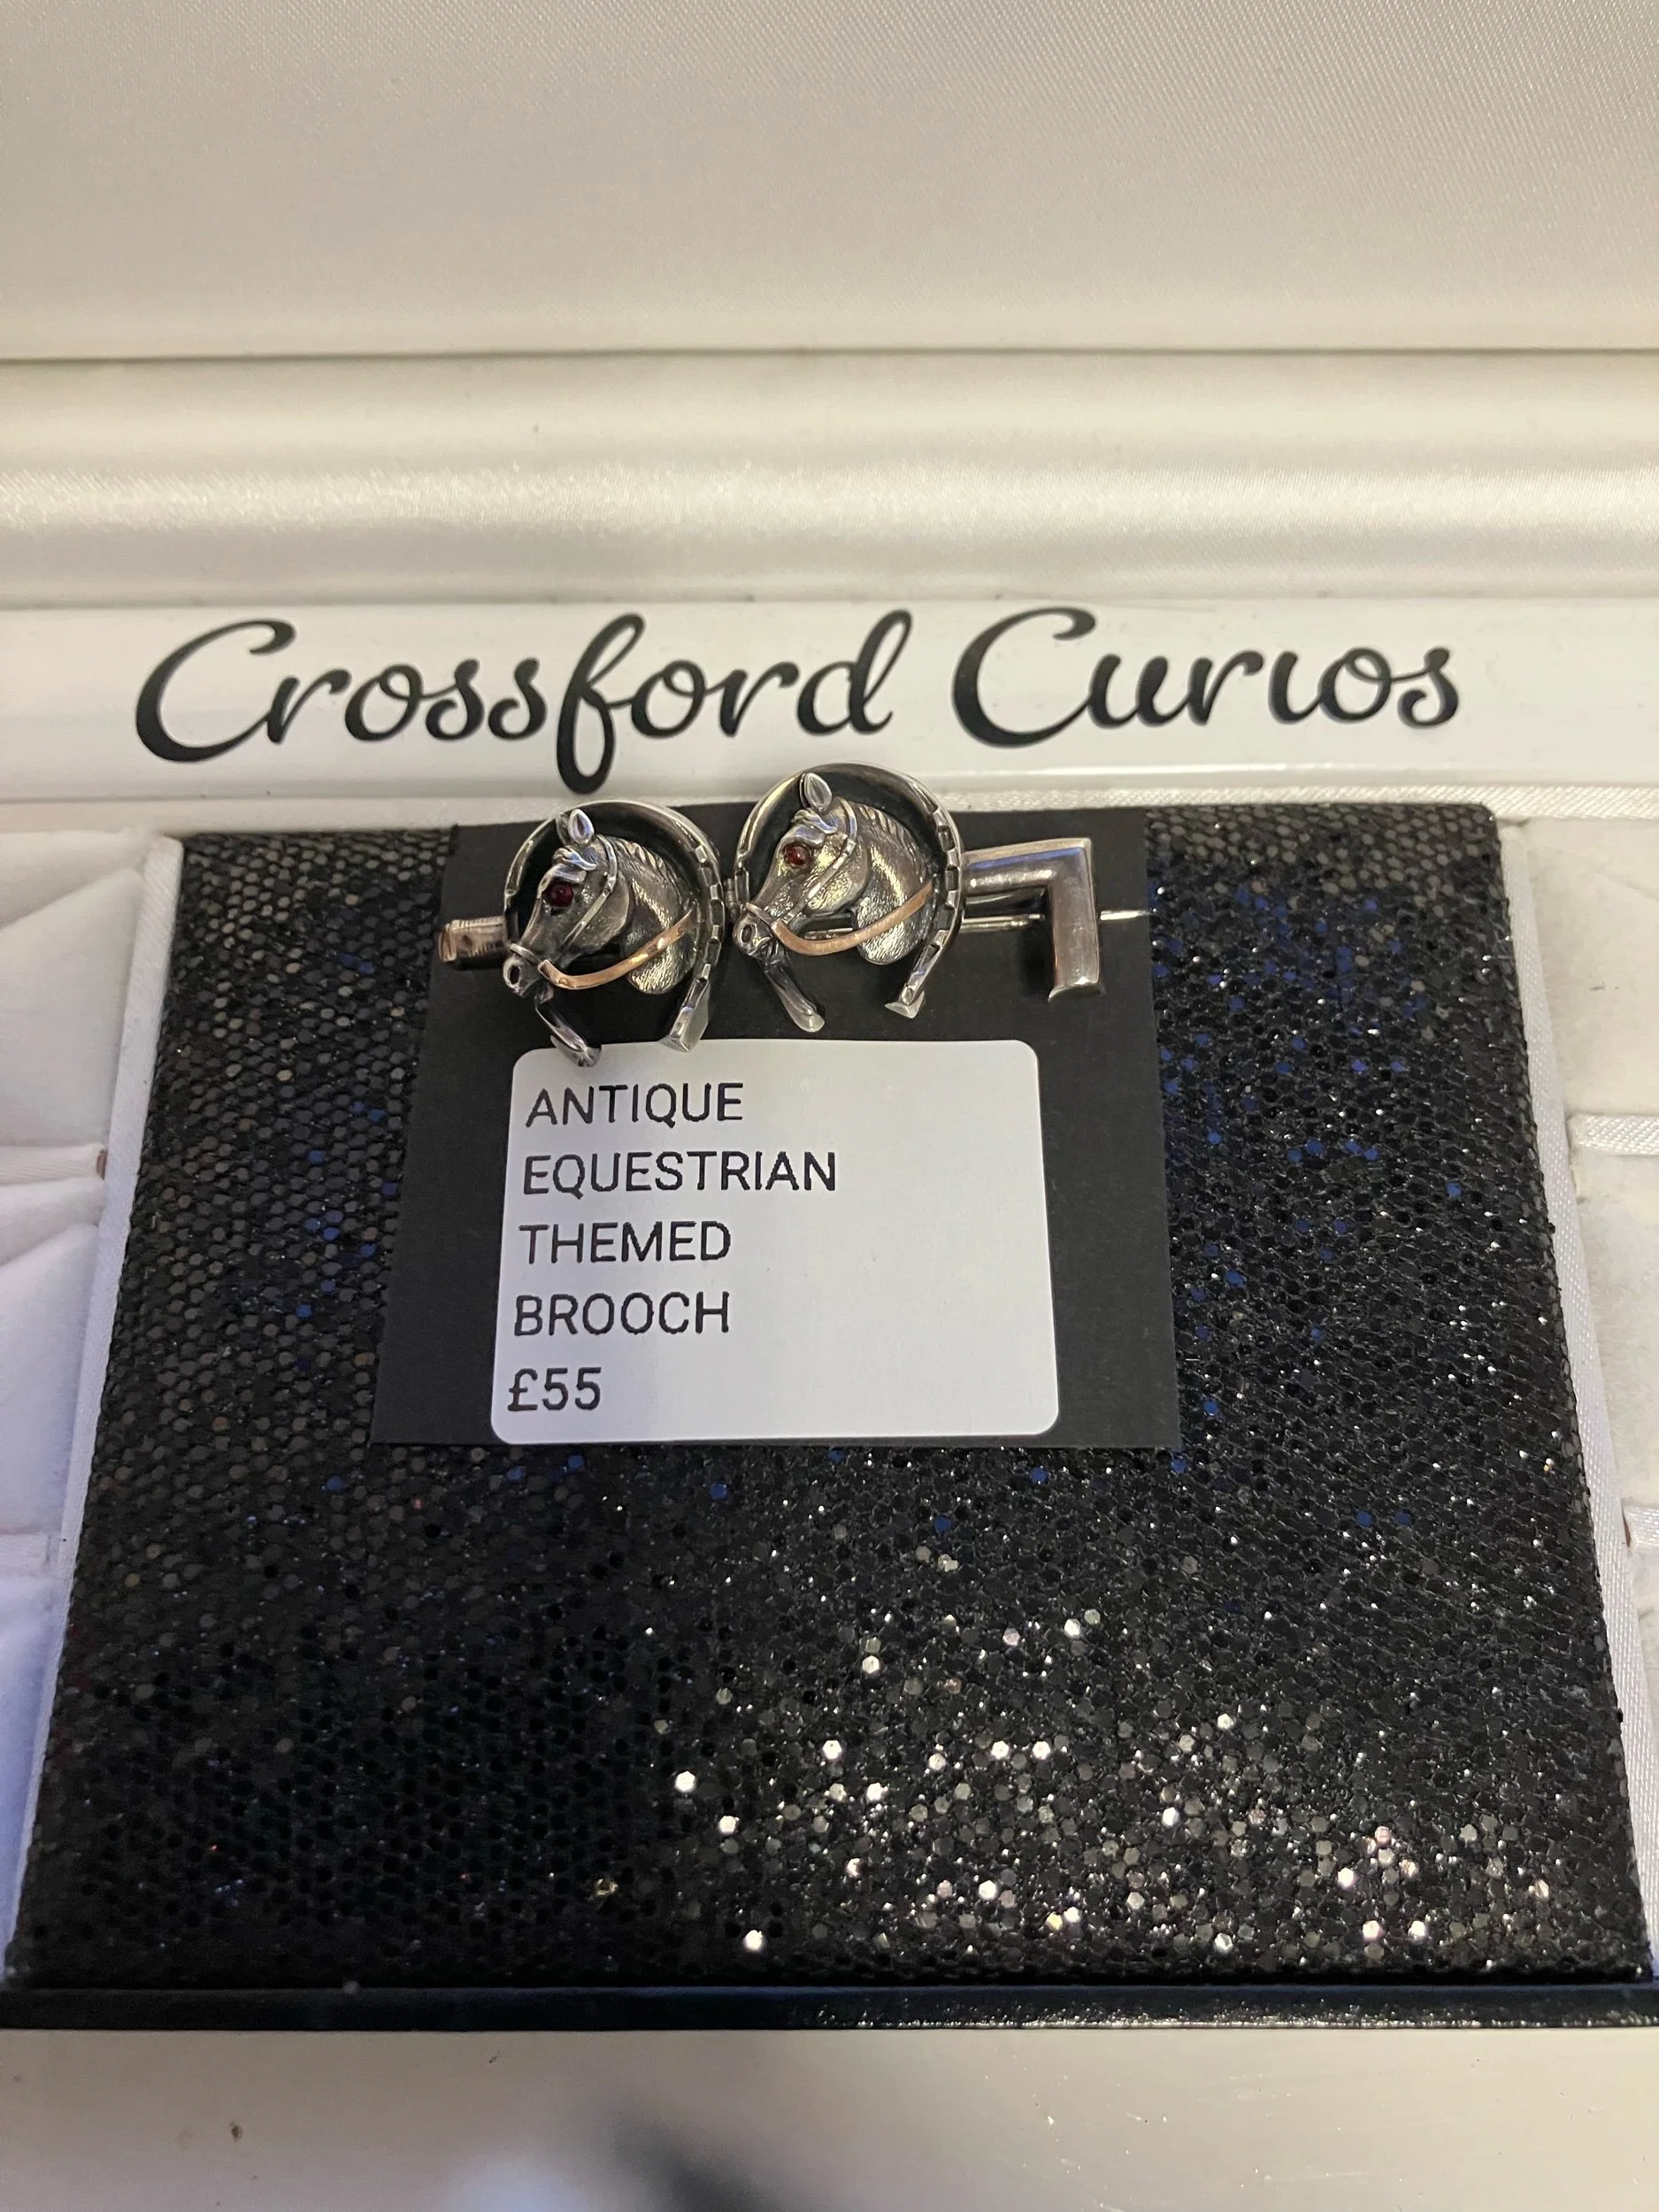 Crossford Curios
ANTIQUE
EQUESTRIAN
THEMED
BROOCH
£55